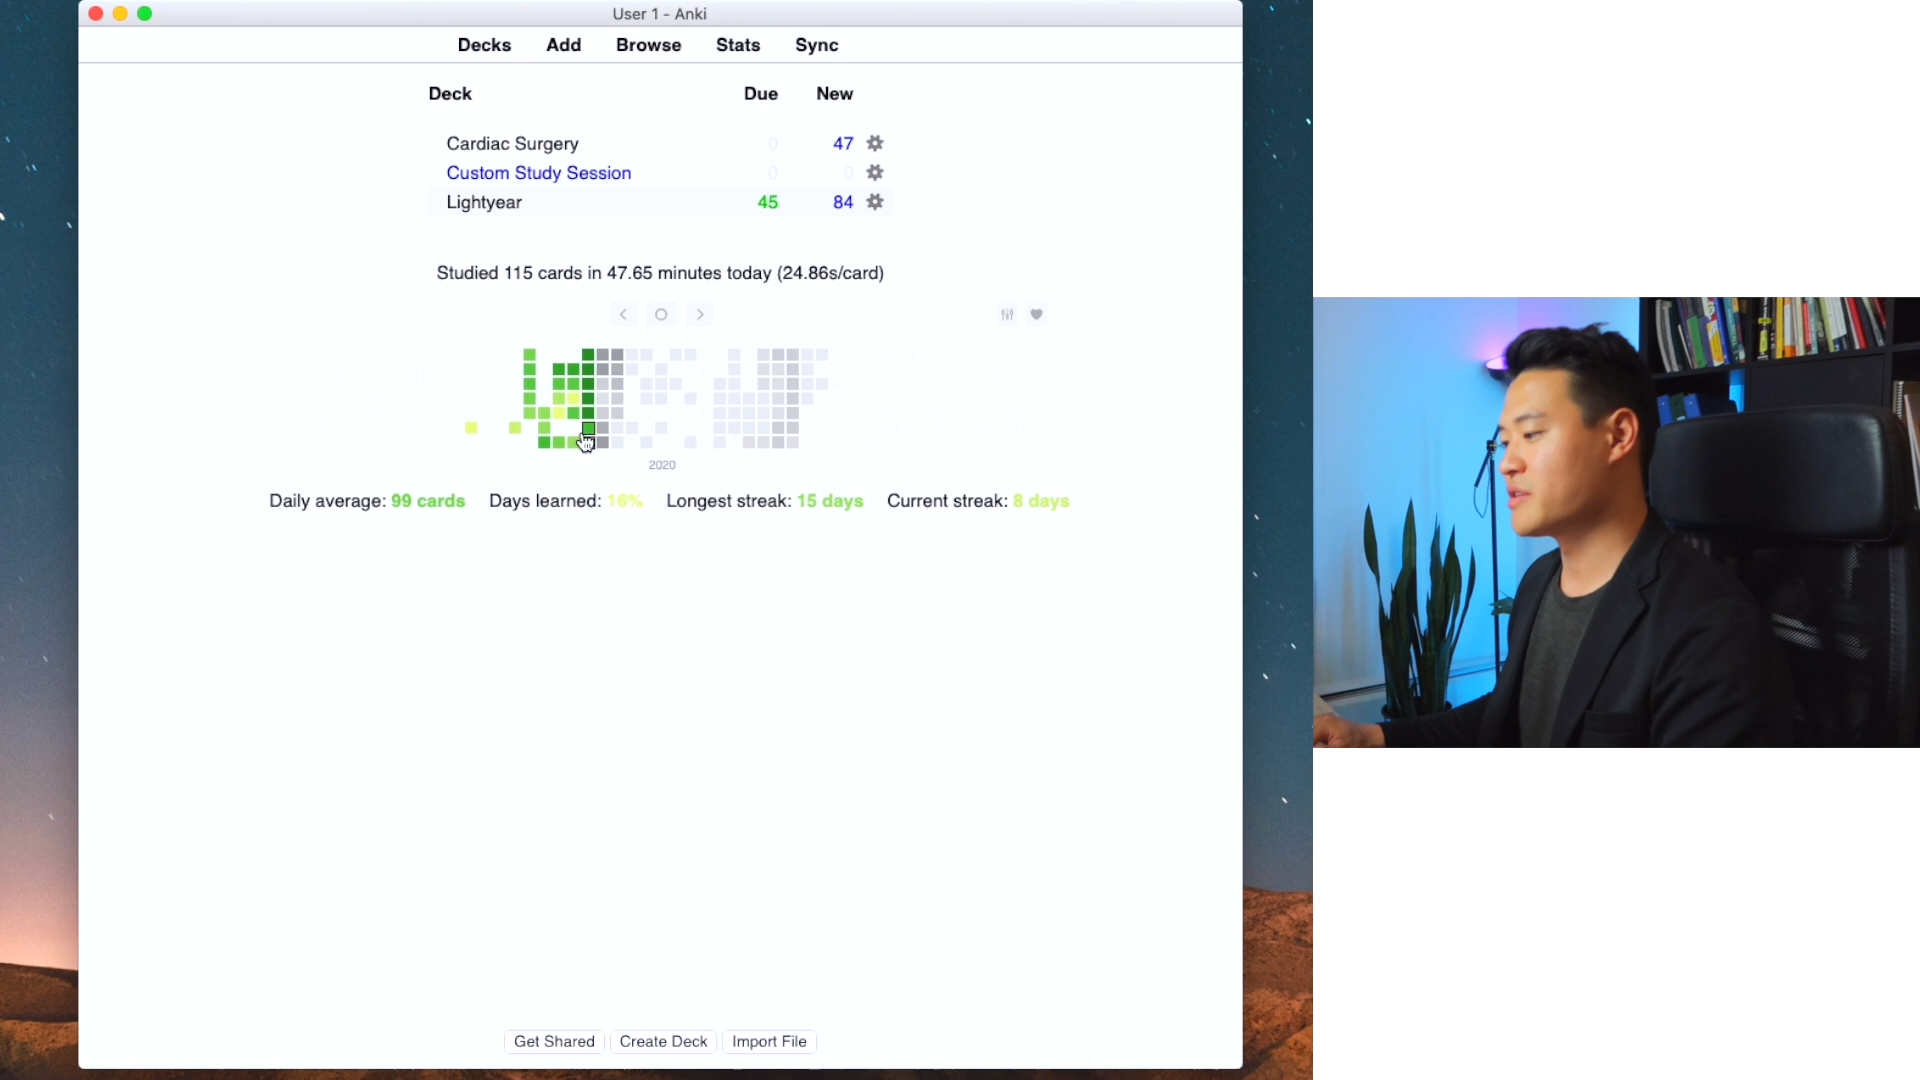 User 1 - Anki
Decks Add Browse Stats Sync
Deck Due New
Cardiac Surgery 0 47
Custom Study Session 0 0
Lightyear 45 84
Studied 115 cards in 47.65 minutes today (24.86s/card)
2020
Daily average: 99 cards Days learned: 16% Longest streak: 15 days Current streak: 8 days
Get Shared Create Deck Import File